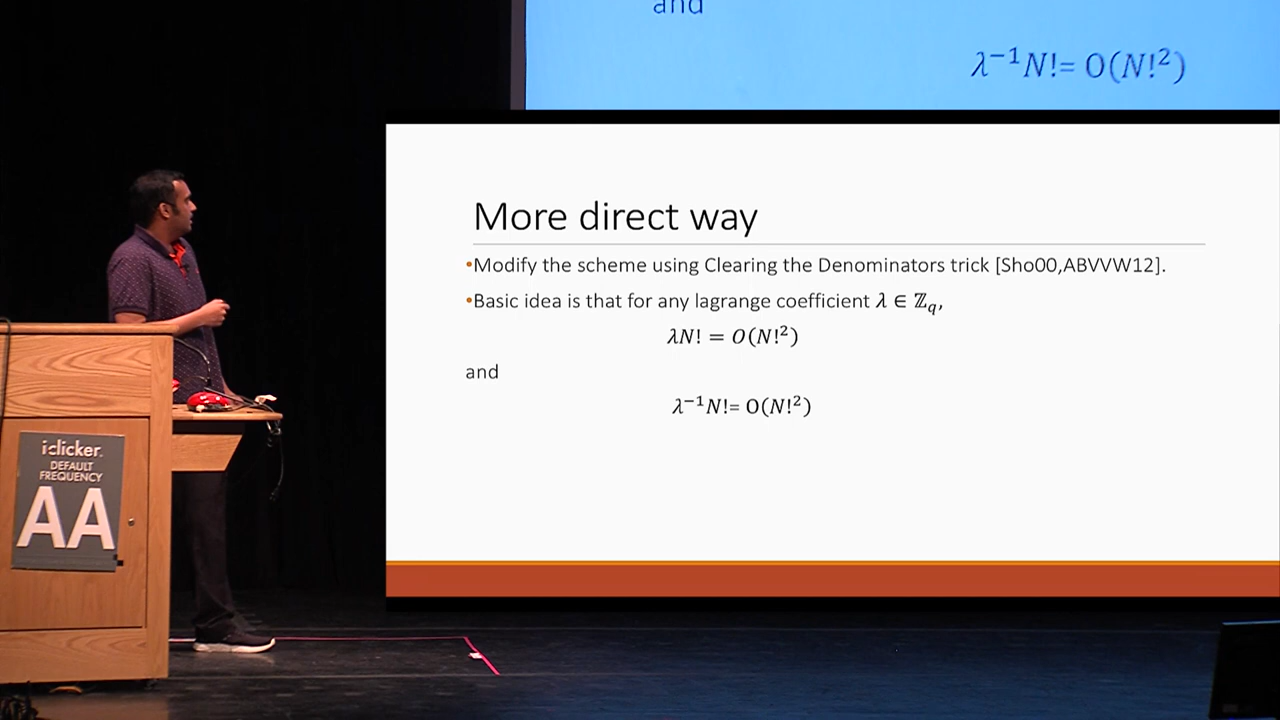 and
λ⁻¹N!= O(N!²)
More direct way
•Modify the scheme using Clearing the Denominators trick [Sho00,ABVVW12].
•Basic idea is that for any lagrange coefficient λ ∈ ℤ_q,
λN! = O(N!²)
and
λ⁻¹N!= O(N!²)
i>clicker.
DEFAULT
FREQUENCY
AA